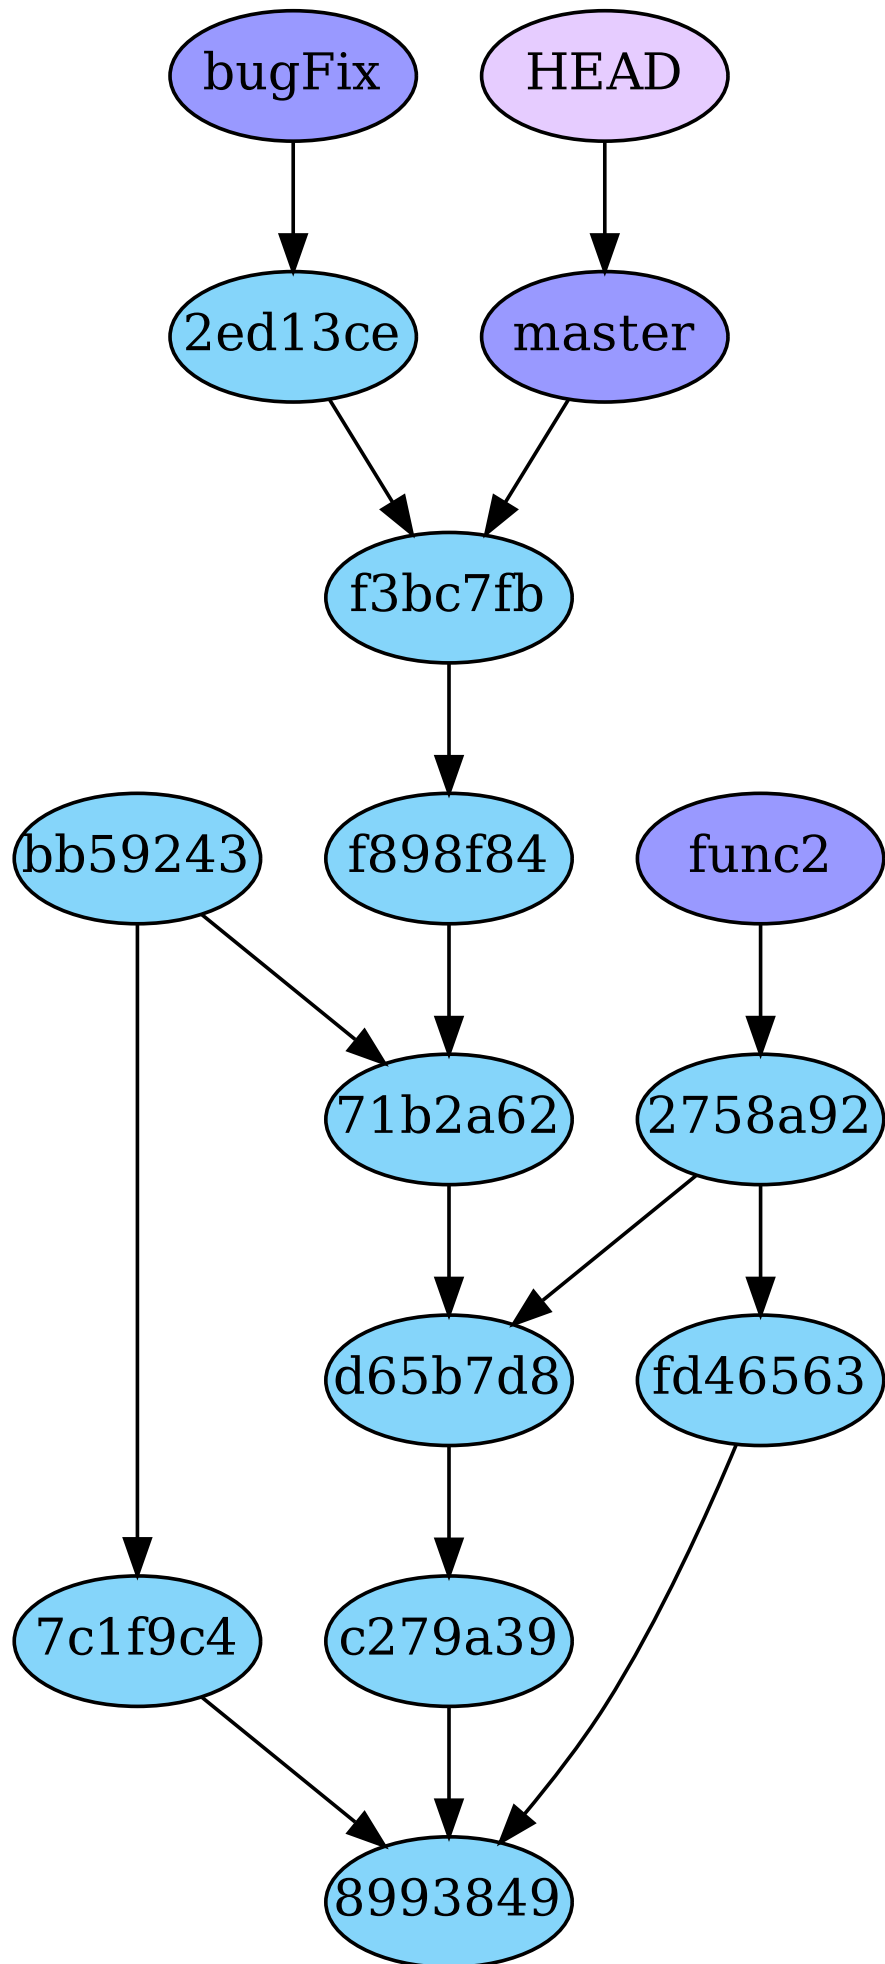 bugFix
HEAD
2ed13ce
master
f3bc7fb
bb59243
f898f84
func2
71b2a62
2758a92
d65b7d8
fd46563
7c1f9c4
c279a39
8993849